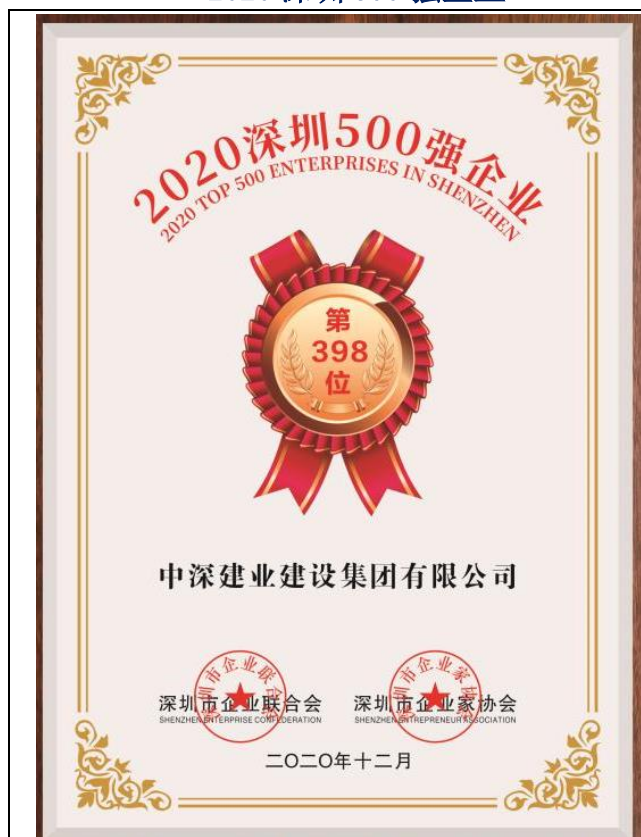 2020深圳500强企业
2020 TOP 500 ENTERPRISES IN SHENZHEN
第
398
位
中深建业建设集团有限公司
深圳市企业联合会
SHENZHEN ENTERPRISE CONFEDERATION
深圳市企业家协会
SHENZHEN ENTREPRENEUR ASSOCIATION
二〇二〇年十二月